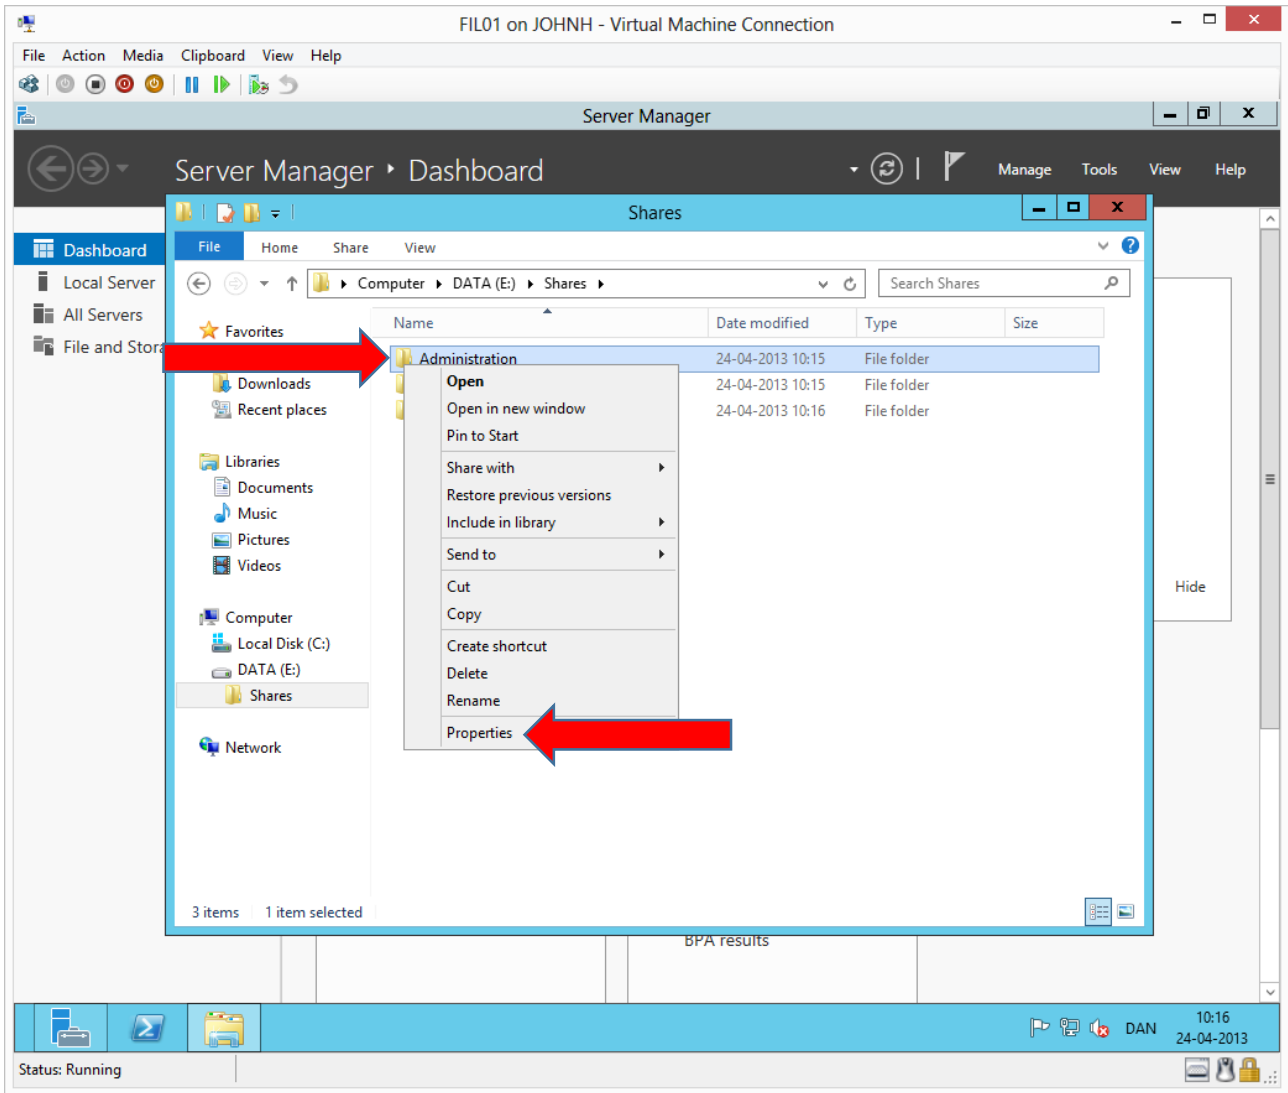 FIL01 on JOHNH - Virtual Machine Connection
File Action Media Clipboard View Help
Server Manager
Server Manager Dashboard
Manage Tools View Help
Shares
Dashboard
Local Server
All Servers
File and Stora
File Home Share View
Computer DATA (E:) Shares
Search Shares
Favorites
Downloads
Recent places
Libraries
Documents
Music
Pictures
Videos
Computer
Local Disk (C:)
DATA (E:)
Shares
Network
Name Date modified Type Size
Administration 24-04-2013 10:15 File folder
24-04-2013 10:15 File folder
24-04-2013 10:16 File folder
Open
Open in new window
Pin to Start
Share with
Restore previous versions
Include in library
Send to
Cut
Copy
Create shortcut
Delete
Rename
Properties
Hide
3 items 1 item selected
BPA results
DAN
10:16
24-04-2013
Status: Running